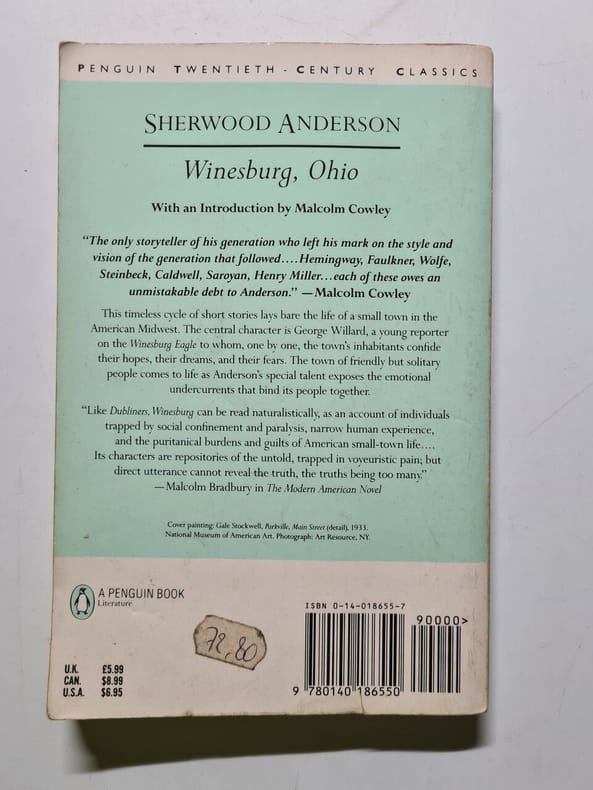 PENGUIN TWENTIETH-CENTURY CLASSICS
SHERWOOD ANDERSON
Winesburg, Ohio
With an Introduction by Malcolm Cowley
“The only storyteller of his generation who left his mark on the style and
vision of the generation that followed....Hemingway, Faulkner, Wolfe,
Steinbeck, Caldwell, Saroyan, Henry Miller...each of these owes an
unmistakable debt to Anderson.” —Malcolm Cowley
This timeless cycle of short stories lays bare the life of a small town in the
American Midwest. The central character is George Willard, a young reporter
on the Winesburg Eagle to whom, one by one, the town's inhabitants confide
their hopes, their dreams, and their fears. The town of friendly but solitary
people comes to life as Anderson's special talent exposes the emotional
undercurrents that bind its people together.
“Like Dubliners, Winesburg can be read naturalistically, as an account of individuals
trapped by social confinement and paralysis, narrow human experience,
and the puritanical burdens and guilts of American small-town life....
Its characters are repositories of the untold, trapped in voyeuristic pain; but
direct utterance cannot reveal the truth, the truths being too many.”
—Malcolm Bradbury in The Modern American Novel
Cover painting: Gale Stockwell, Parkville, Main Street (detail), 1933.
National Museum of American Art. Photograph: Art Resource, NY.
A PENGUIN BOOK
Literature
ISBN 0-14-018655-7
90000>
72,80
U.K. £5.99
CAN. $8.99
U.S.A. $6.95
9 780140 186550